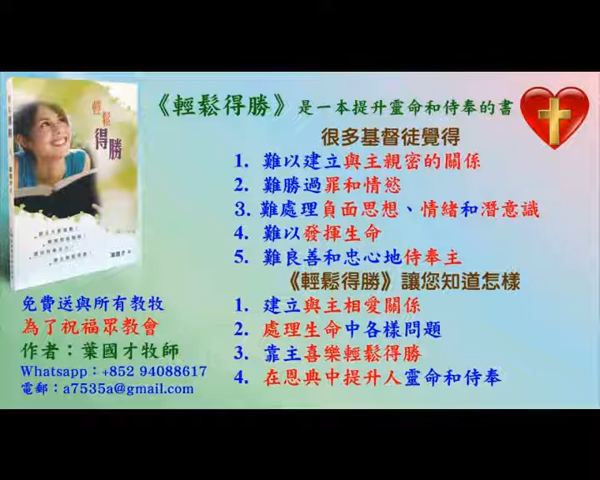 《輕鬆得勝》是一本提升靈命和侍奉的書
很多基督徒覺得
1. 難以建立與主親密的關係
2. 難勝過罪和情慾
3. 難處理負面思想、情緒和潛意識
4. 難以發揮生命
5. 難良善和忠心地侍奉主
《輕鬆得勝》讓您知道怎樣
1. 建立與主相愛關係
2. 處理生命中各樣問題
3. 靠主喜樂輕鬆得勝
4. 在恩典中提升人靈命和侍奉
輕鬆
得勝
免費送與所有教牧
為了祝福眾教會
作者：葉國才牧師
Whatsapp：+852 94088617
電郵：a7535a@gmail.com